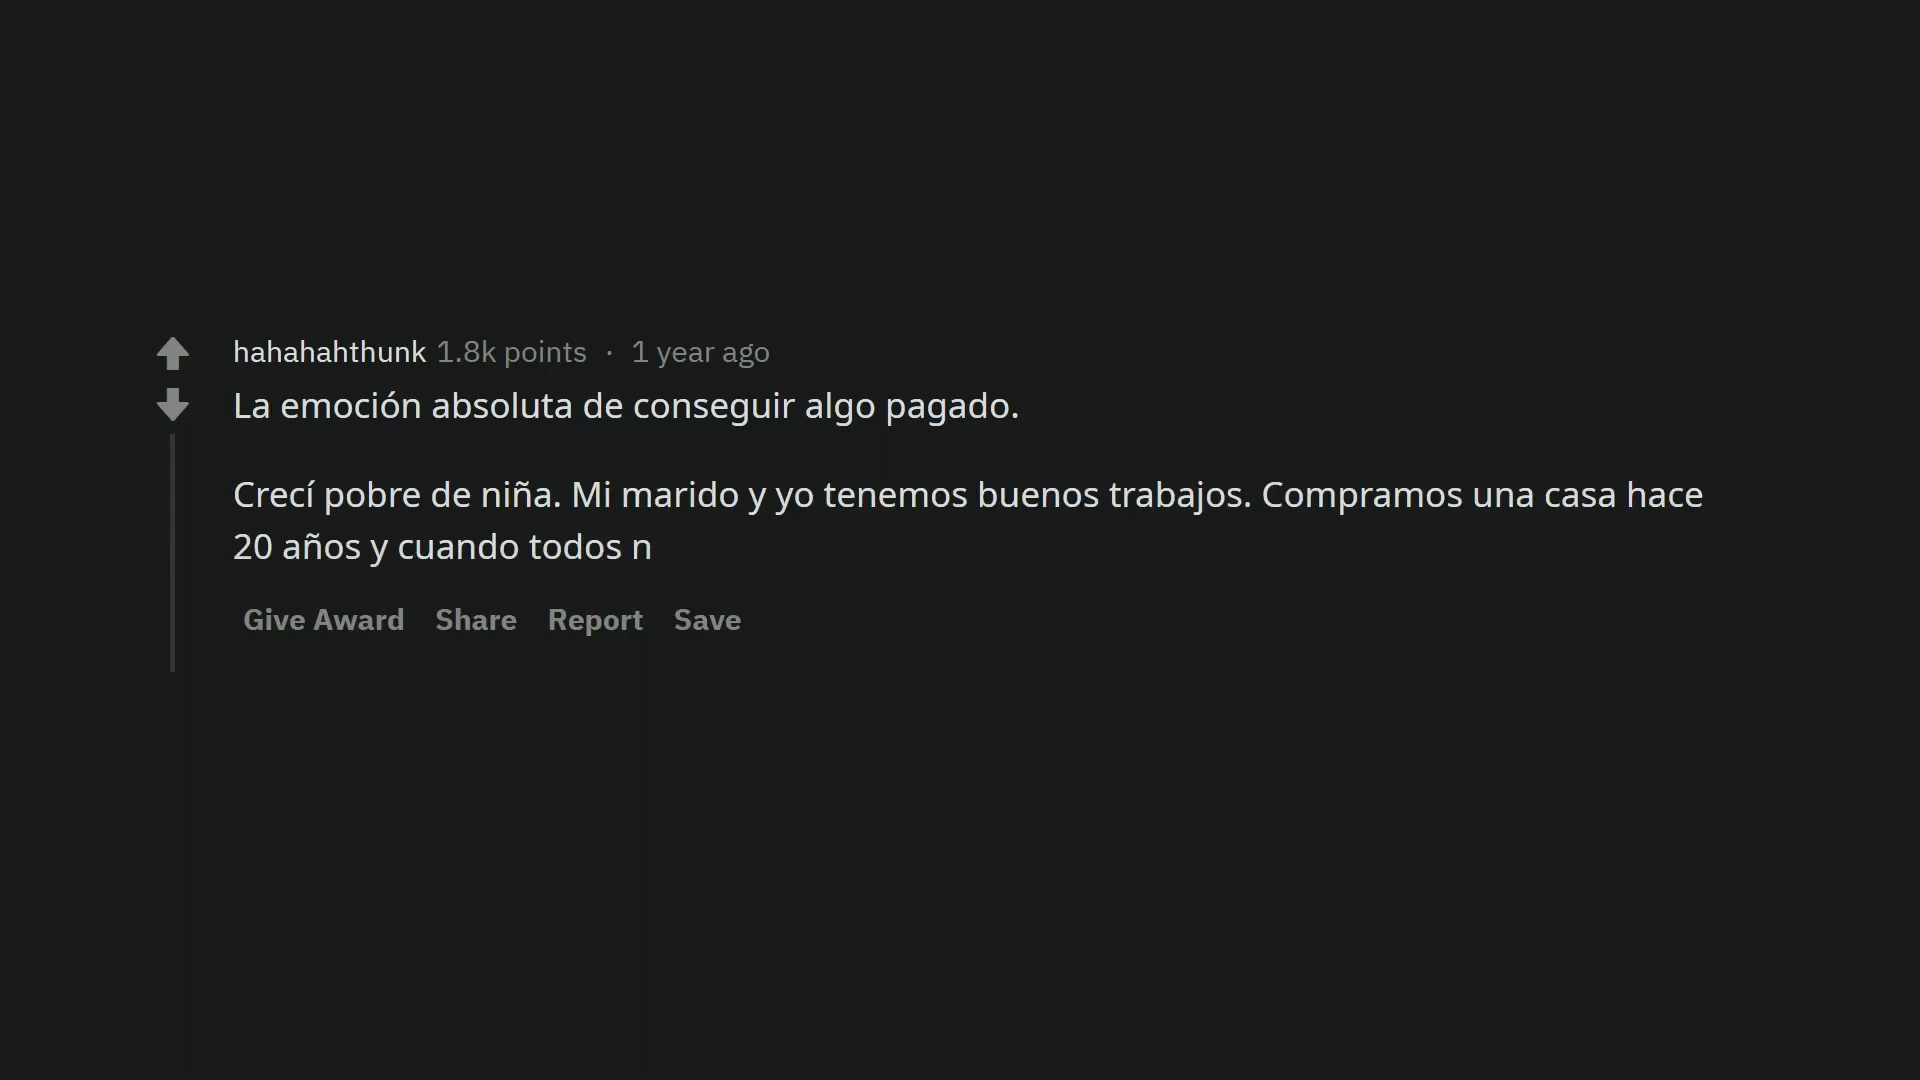 hahahahthunk 1.8k points · 1 year ago
La emoción absoluta de conseguir algo pagado.
Crecí pobre de niña. Mi marido y yo tenemos buenos trabajos. Compramos una casa hace
20 años y cuando todos n
Give Award Share Report Save